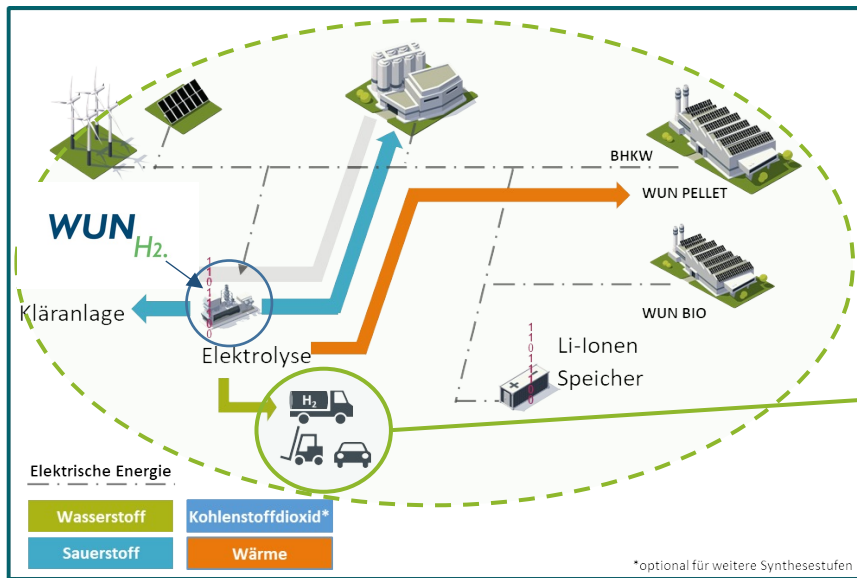 BHKW
WUN PELLET
WUN
H2.
Kläranlage
WUN BIO
Elektrolyse
Li-Ionen
Speicher
H2
Elektrische Energie
Wasserstoff
Kohlenstoffdioxid*
Sauerstoff
Wärme
*optional für weitere Synthesestufen